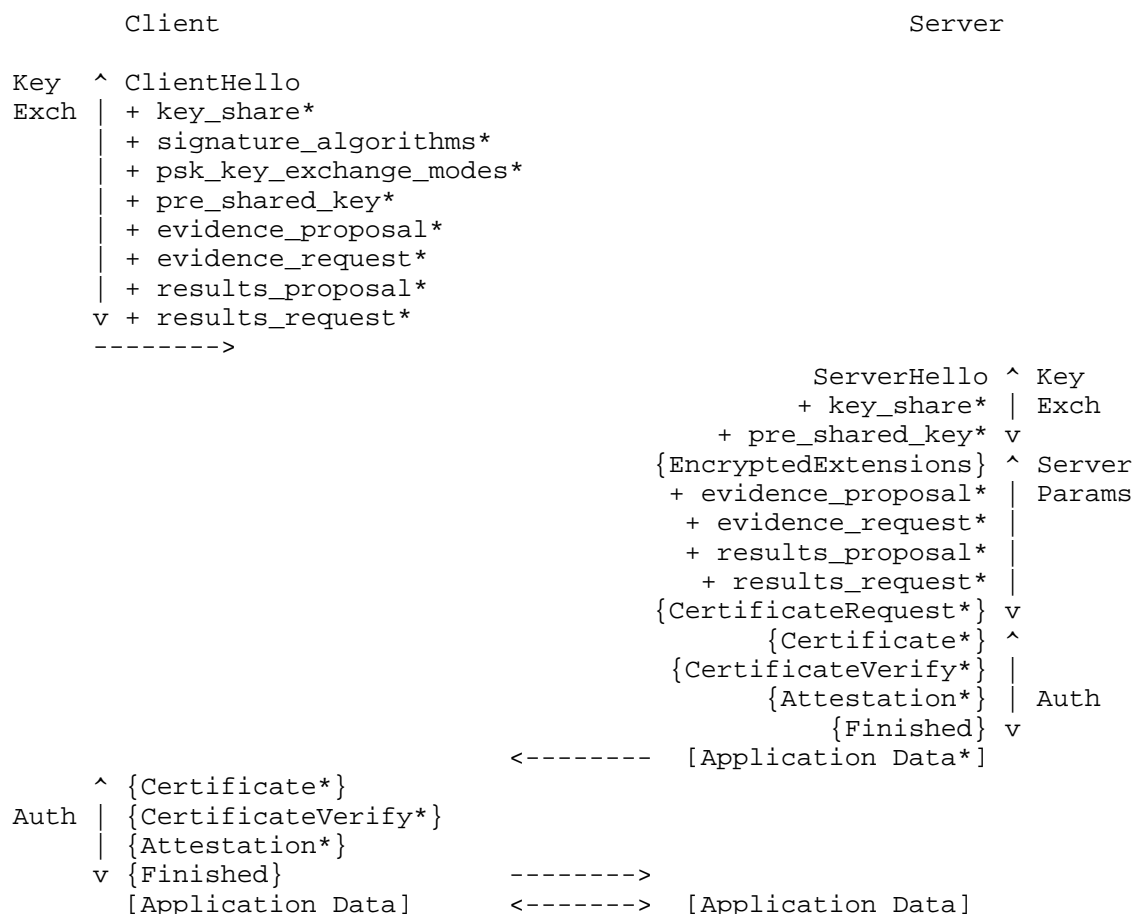 Client                                           Server

Key  ^ ClientHello
Exch | + key_share*
     | + signature_algorithms*
     | + psk_key_exchange_modes*
     | + pre_shared_key*
     | + evidence_proposal*
     | + evidence_request*
     | + results_proposal*
     v + results_request*
     -------->
                                                  ServerHello ^ Key
                                                 + key_share* | Exch
                                            + pre_shared_key* v
                                        {EncryptedExtensions} ^ Server
                                         + evidence_proposal* | Params
                                          + evidence_request* |
                                          + results_proposal* |
                                           + results_request* |
                                        {CertificateRequest*} v
                                               {Certificate*} ^
                                         {CertificateVerify*} |
                                               {Attestation*} | Auth
                                                   {Finished} v
                               <--------  [Application Data*]
     ^ {Certificate*}
Auth | {CertificateVerify*}
     | {Attestation*}
     v {Finished}              -------->
       [Application Data]      <------->  [Application Data]